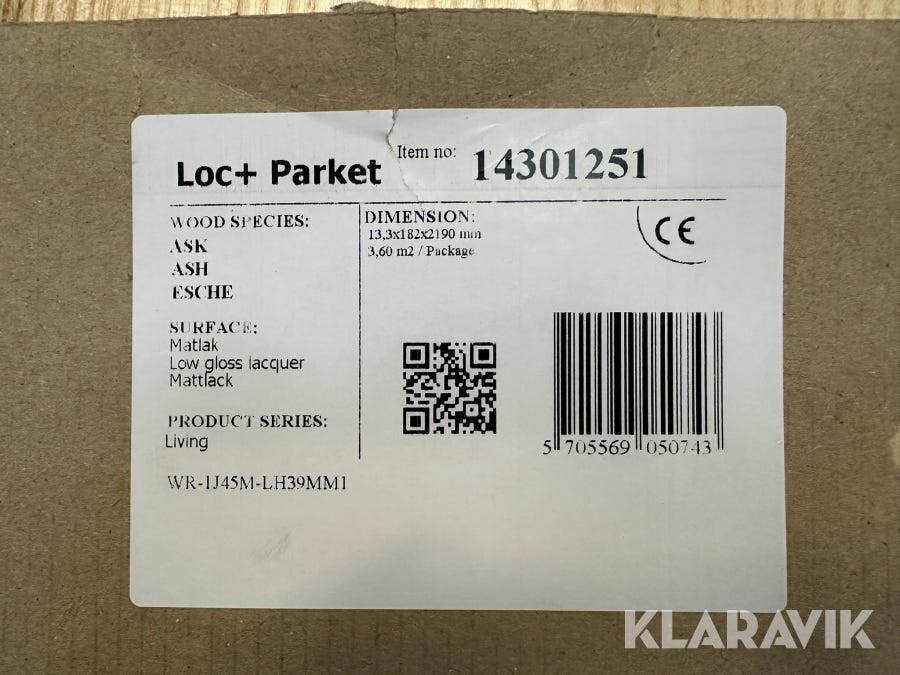 Loc+ Parket Item no: 14301251
WOOD SPECIES:
ASK
ASH
ESCHE
SURFACE:
Matlak
Low gloss lacquer
Mattlack
PRODUCT SERIES:
Living
WR-1J45M-LH39MM1
DIMENSION:
13,3x182x2190 mm
3,60 m2 / Package
CE
5 705569 050743
KLARAVIK